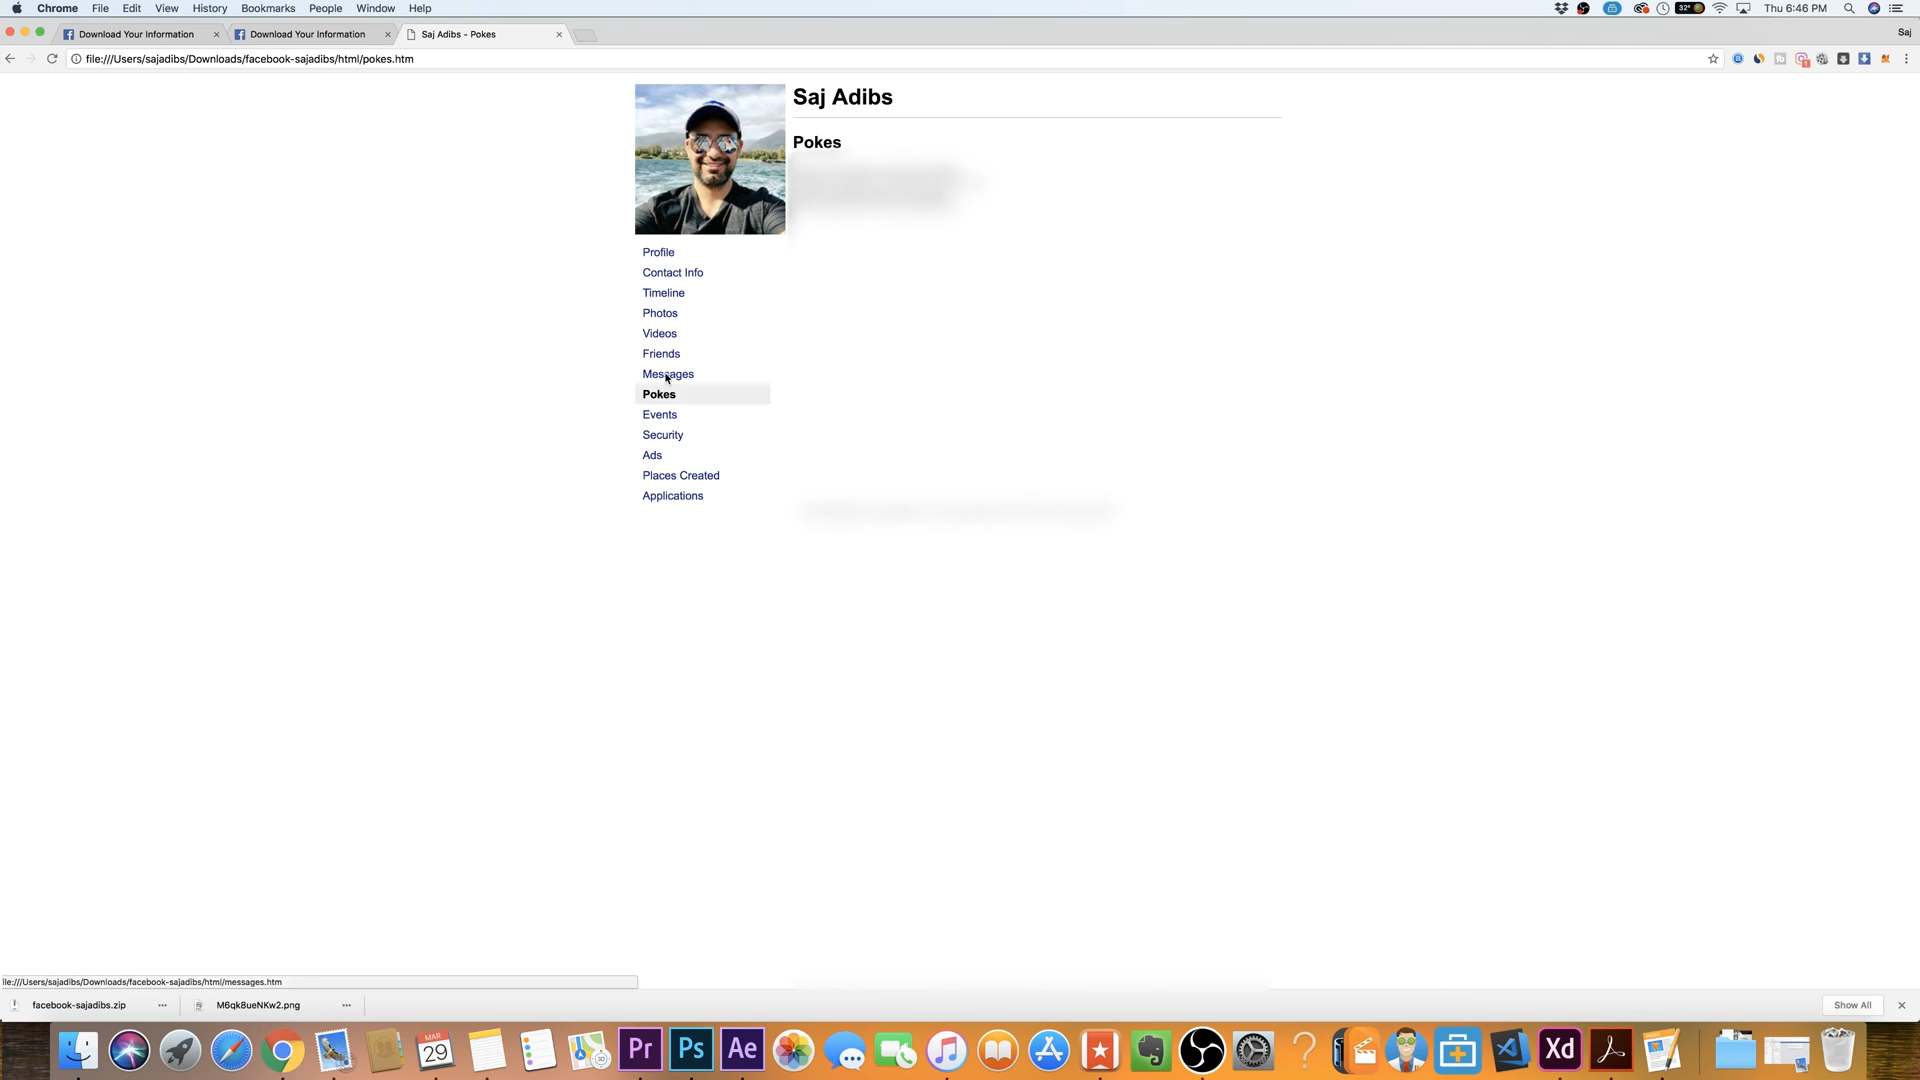 Chrome File Edit View History Bookmarks People Window Help
32° Thu 6:46 PM
Download Your Information
Download Your Information
Saj Adibs - Pokes
Saj
file:///Users/sajadibs/Downloads/facebook-sajadibs/html/pokes.htm
Saj Adibs
Pokes
Profile
Contact Info
Timeline
Photos
Videos
Friends
Messages
Pokes
Events
Security
Ads
Places Created
Applications
ile:///Users/sajadibs/Downloads/facebook-sajadibs/html/messages.htm
facebook-sajadibs.zip
M6qk8ueNKw2.png
Show All
MAR
29
Pr
Ps
Ae
Xd